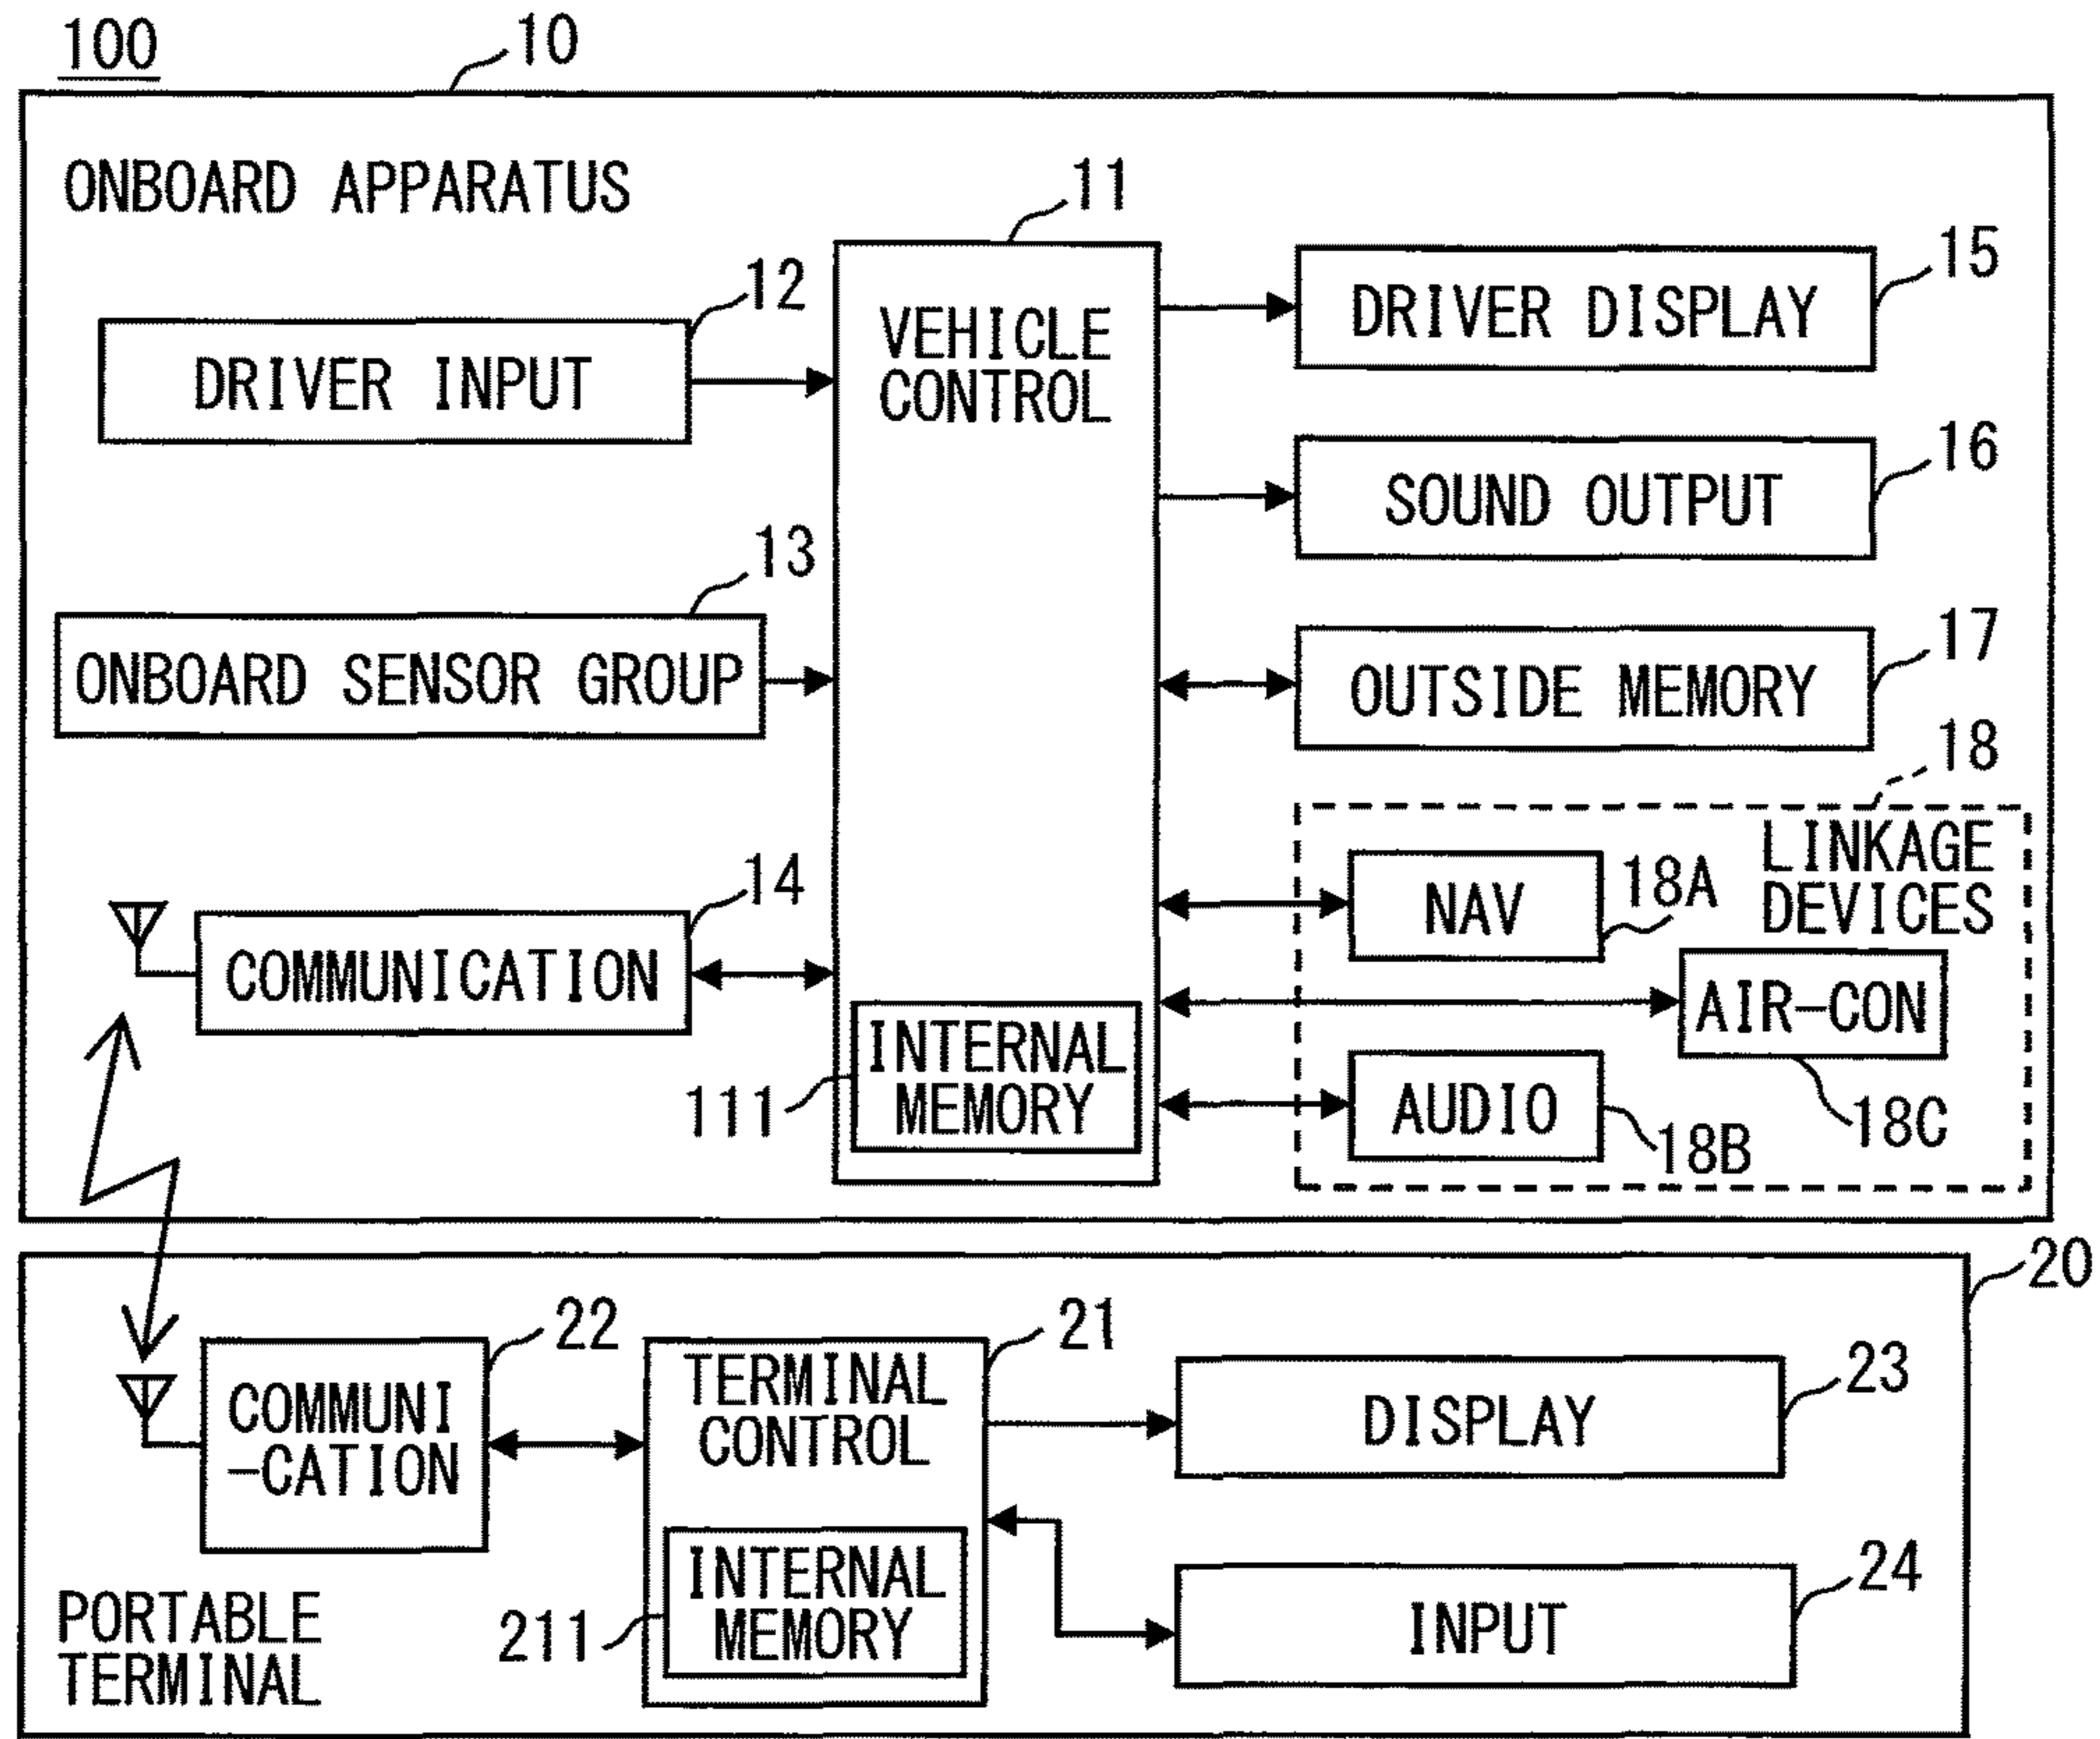 100
10
ONBOARD APPARATUS
11
12
DRIVER INPUT
VEHICLE
CONTROL
15
DRIVER DISPLAY
16
SOUND OUTPUT
13
ONBOARD SENSOR GROUP
17
OUTSIDE MEMORY
18
LINKAGE
DEVICES
14
COMMUNICATION
NAV
18A
AIR-CON
18C
INTERNAL
MEMORY
111
AUDIO
18B
20
22
COMMUNI
-CATION
21
TERMINAL
CONTROL
23
DISPLAY
INTERNAL
MEMORY
211
24
INPUT
PORTABLE
TERMINAL